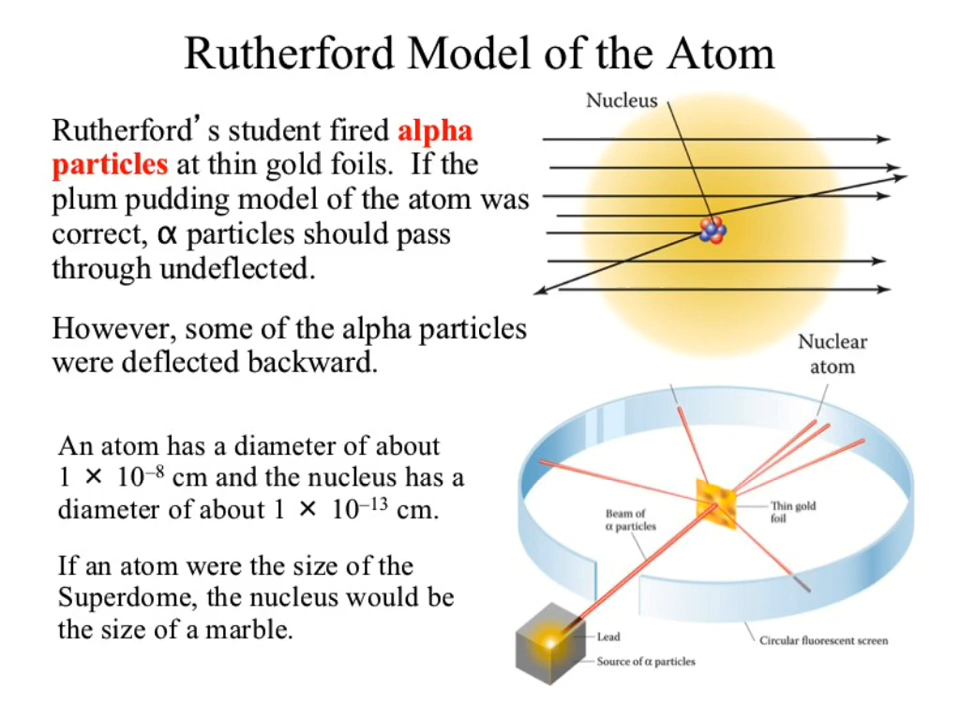 Rutherford Model of the Atom
Rutherford's student fired alpha
particles at thin gold foils. If the
plum pudding model of the atom was
correct, α particles should pass
through undeflected.
However, some of the alpha particles
were deflected backward.
An atom has a diameter of about
1 × 10⁻⁸ cm and the nucleus has a
diameter of about 1 × 10⁻¹³ cm.
If an atom were the size of the
Superdome, the nucleus would be
the size of a marble.
Nucleus
Nuclear
atom
Beam of
α particles
Thin gold
foil
Lead
Source of α particles
Circular fluorescent screen